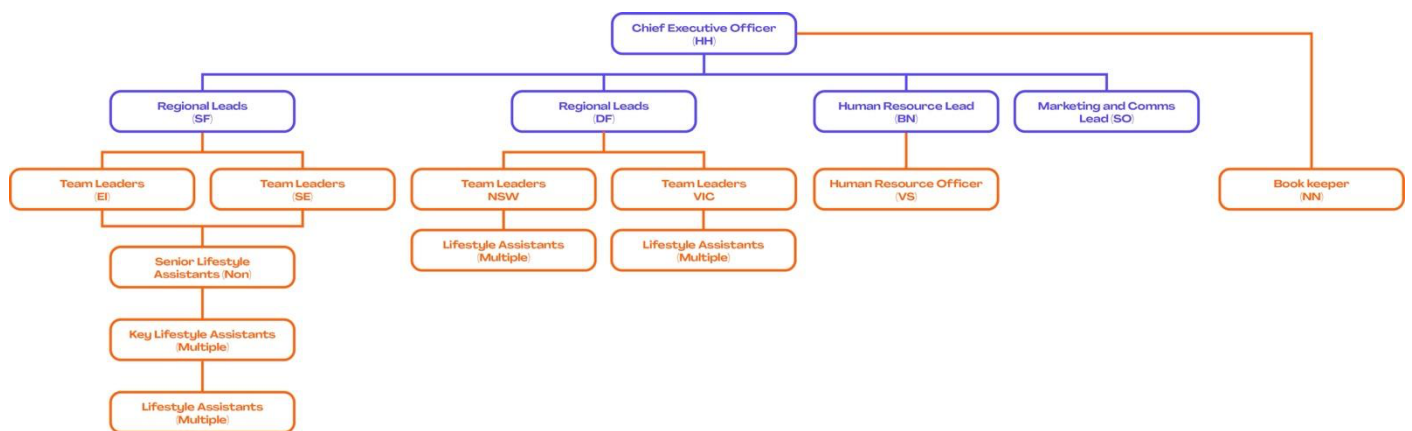 Chief Executive Officer
(HH)
Regional Leads
(SF)
Regional Leads
(DF)
Human Resource Lead
(BN)
Marketing and Comms
Lead (SO)
Team Leaders
(EI)
Team Leaders
(SE)
Team Leaders
NSW
Team Leaders
VIC
Human Resource Officer
(VS)
Book keeper
(NN)
Lifestyle Assistants
(Multiple)
Lifestyle Assistants
(Multiple)
Senior Lifestyle
Assistants (Non)
Key Lifestyle Assistants
(Multiple)
Lifestyle Assistants
(Multiple)